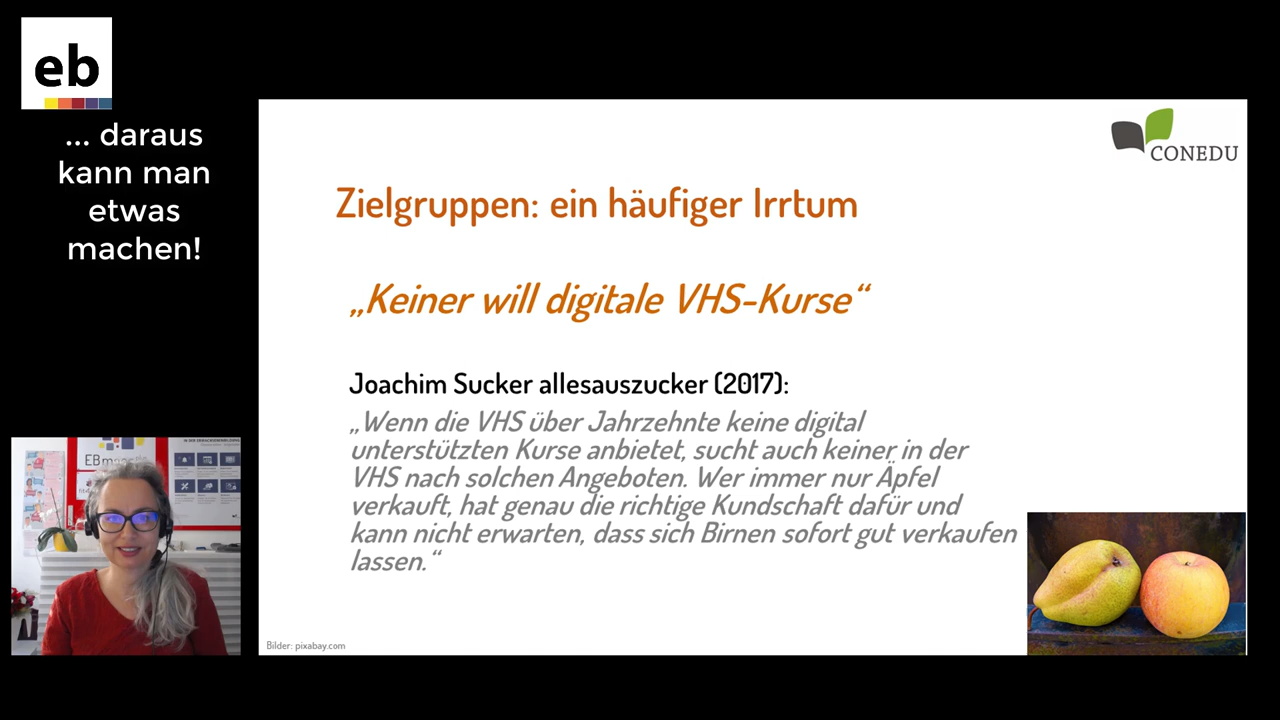 eb
... daraus
kann man
etwas
machen!
CONEDU
Zielgruppen: ein häufiger Irrtum
„Keiner will digitale VHS-Kurse“
Joachim Sucker allesauszucker (2017):
„Wenn die VHS über Jahrzehnte keine digital
unterstützten Kurse anbietet, sucht auch keiner in der
VHS nach solchen Angeboten. Wer immer nur Äpfel
verkauft, hat genau die richtige Kundschaft dafür und
kann nicht erwarten, dass sich Birnen sofort gut verkaufen
lassen.“
Bilder: pixabay.com